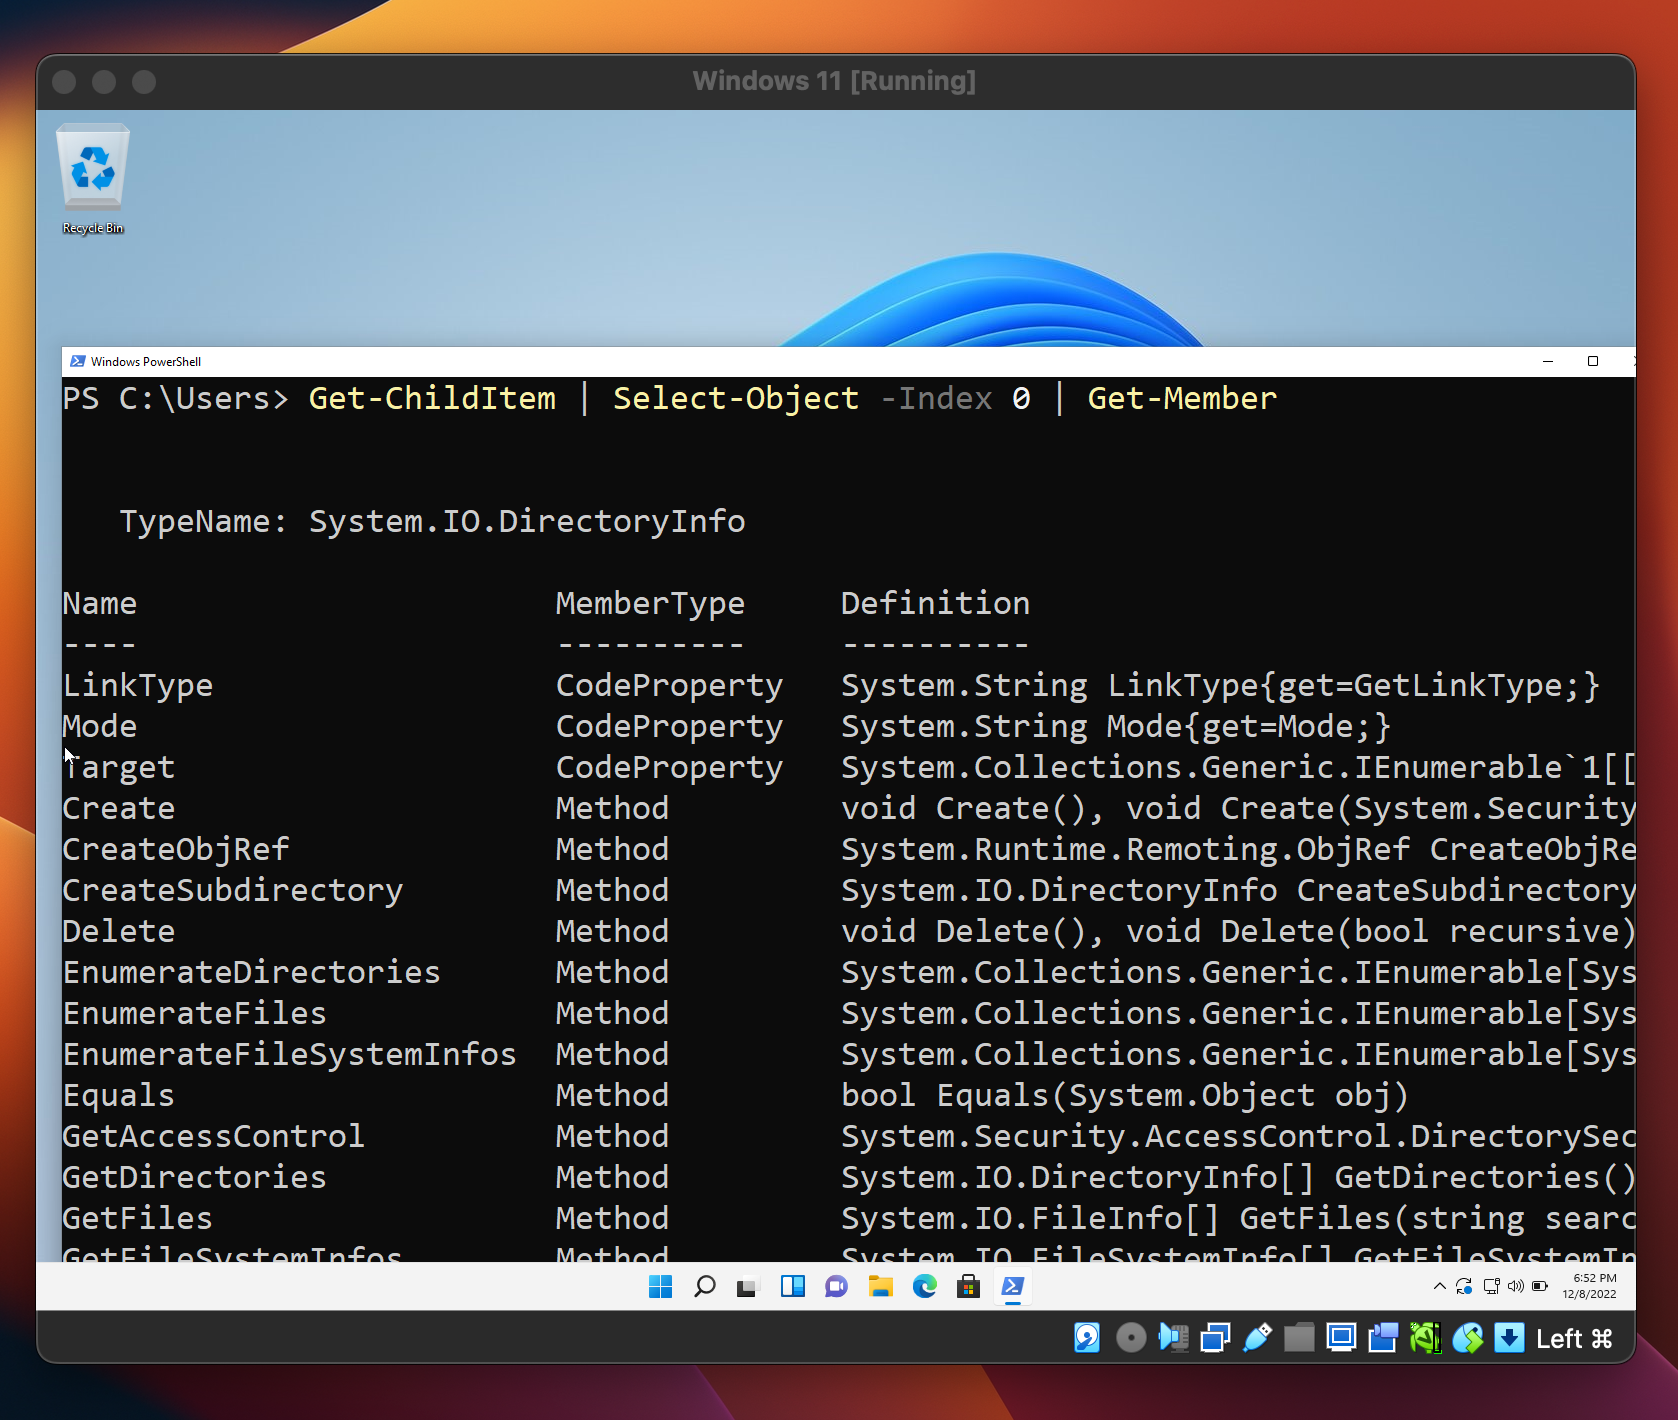 Windows 11 [Running]
Recycle Bin
Windows PowerShell
PS C:\Users> Get-ChildItem | Select-Object -Index 0 | Get-Member
TypeName: System.IO.DirectoryInfo
Name MemberType Definition
---- ---------- ----------
LinkType CodeProperty System.String LinkType{get=GetLinkType;}
Mode CodeProperty System.String Mode{get=Mode;}
Target CodeProperty System.Collections.Generic.IEnumerable`1[[
Create Method void Create(), void Create(System.Security
CreateObjRef Method System.Runtime.Remoting.ObjRef CreateObjRe
CreateSubdirectory Method System.IO.DirectoryInfo CreateSubdirectory
Delete Method void Delete(), void Delete(bool recursive)
EnumerateDirectories Method System.Collections.Generic.IEnumerable[Sys
EnumerateFiles Method System.Collections.Generic.IEnumerable[Sys
EnumerateFileSystemInfos Method System.Collections.Generic.IEnumerable[Sys
Equals Method bool Equals(System.Object obj)
GetAccessControl Method System.Security.AccessControl.DirectorySec
GetDirectories Method System.IO.DirectoryInfo[] GetDirectories()
GetFiles Method System.IO.FileInfo[] GetFiles(string searc
GetFileSystemInfos Method System.IO.FileSystemInfo[] GetFileSystemIn
6:52 PM
12/8/2022
Left ⌘